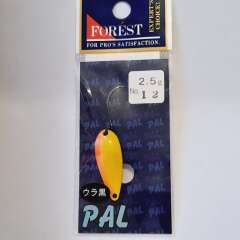 FOREST
FOR PRO'S SATISFACTION
EXPERT'S
CHOICE!
2.5g
No. 12
ウラ黒
PAL